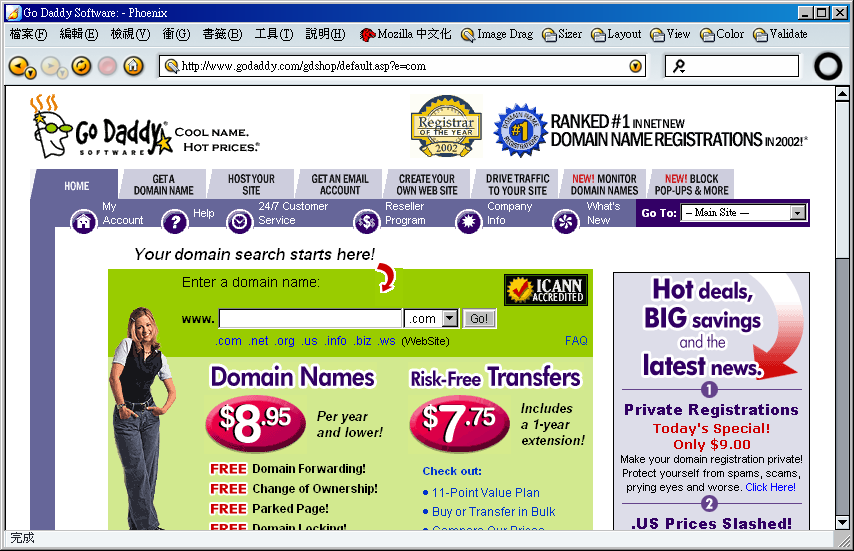 Go Daddy Software: - Phoenix
檔案(F) 編輯(E) 檢視(V) 衝(G) 書籤(B) 工具(T) 說明(H) Mozilla 中文化 Image Drag Sizer Layout View Color Validate
http://www.godaddy.com/gdshop/default.asp?e=com
GO DADDY
SOFTWARE
COOL NAME.
HOT PRICES.®
Registrar
OF THE YEAR
2002
DOMAIN NAME
#1
REGISTRATIONS
RANKED #1 IN NET NEW
DOMAIN NAME REGISTRATIONS IN 2002!*
HOME
GET A
DOMAIN NAME
HOST YOUR
SITE
GET AN EMAIL
ACCOUNT
CREATE YOUR
OWN WEB SITE
DRIVE TRAFFIC
TO YOUR SITE
NEW! MONITOR
DOMAIN NAMES
NEW! BLOCK
POP-UPS & MORE
My
Account
? Help
24/7 Customer
Service
Reseller
Program
Company
Info
What's
New
Go To: -- Main Site --
Your domain search starts here!
Enter a domain name:
ICANN
ACCREDITED
www. .com Go!
.com .net .org .us .info .biz .ws (WebSite) FAQ
Domain Names
$8.95
Per year
and lower!
FREE Domain Forwarding!
FREE Change of Ownership!
FREE Parked Page!
FREE Domain Locking!
Risk-Free Transfers
$7.75
Includes
a 1-year
extension!
Check out:
• 11-Point Value Plan
• Buy or Transfer in Bulk
• Compare Our Prices
Hot deals,
BIG savings
and the
latest news.
1
Private Registrations
Today's Special!
Only $9.00
Make your domain registration private!
Protect yourself from spams, scams,
prying eyes and worse. Click Here!
2
.US Prices Slashed!
完成